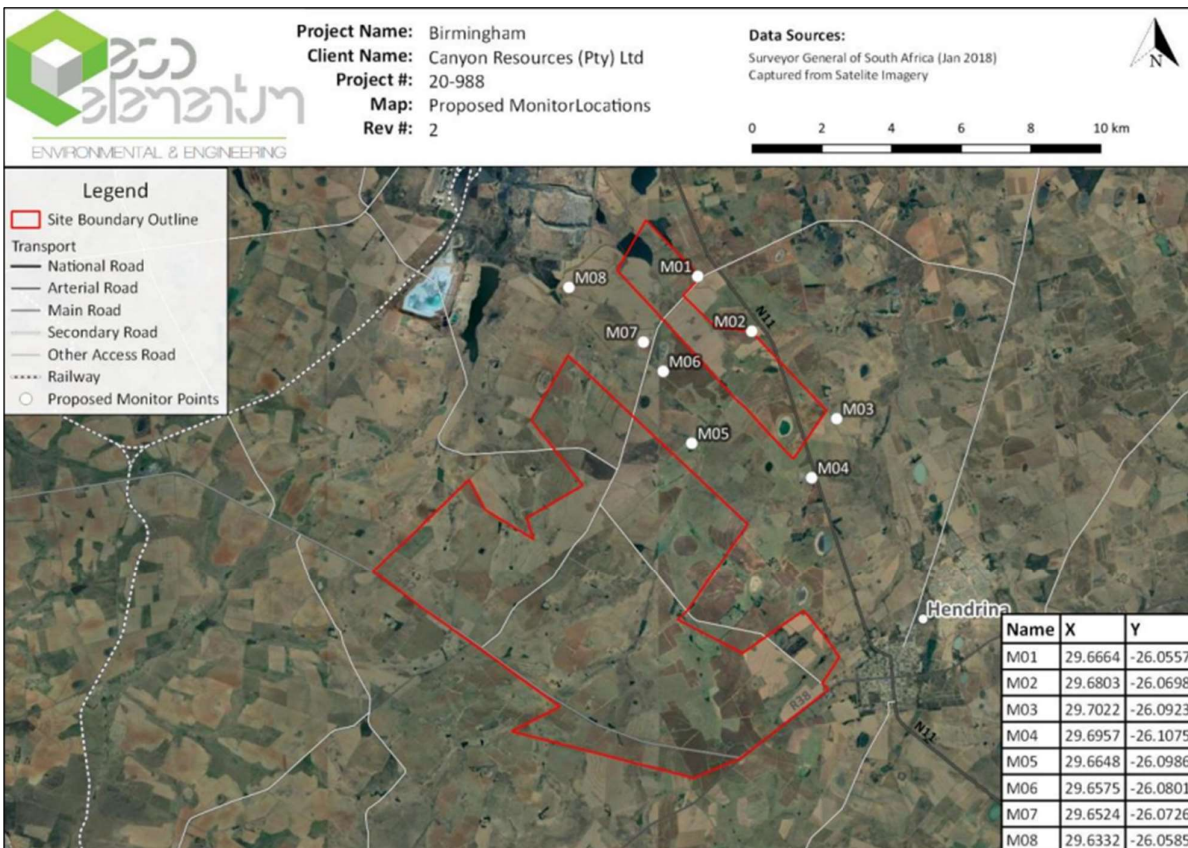 eco
elementum
ENVIRONMENTAL & ENGINEERING
Project Name: Birmingham
Client Name: Canyon Resources (Pty) Ltd
Project #: 20-988
Map: Proposed MonitorLocations
Rev #: 2
Data Sources:
Surveyor General of South Africa (Jan 2018)
Captured from Satelite Imagery
N
0 2 4 6 8 10 km
Legend
Site Boundary Outline
Transport
National Road
Arterial Road
Main Road
Secondary Road
Other Access Road
Railway
Proposed Monitor Points
M01
M08
N11
M02
M07
M06
M03
M05
M04
Hendrina
R38
N11
Name X Y
M01 29.6664 -26.0557
M02 29.6803 -26.0698
M03 29.7022 -26.0923
M04 29.6957 -26.1075
M05 29.6648 -26.0986
M06 29.6575 -26.0801
M07 29.6524 -26.0726
M08 29.6332 -26.0585